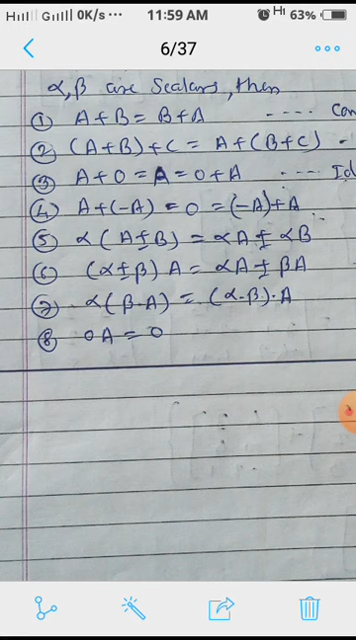 H 0K/s ... 11:59 AM H 63%
6/37
α, β are Scalars, then
① A+B = B+A ----
② (A+B)+C = A+(B+C) -
③ A+0 = A = 0+A ----
④ A+(-A) = 0 = (-A)+A
⑤ α(A±B) = αA ± αB
⑥ (α±β)A = αA ± βA
⑦ α(β·A) = (α·β)·A
⑧ 0A = 0